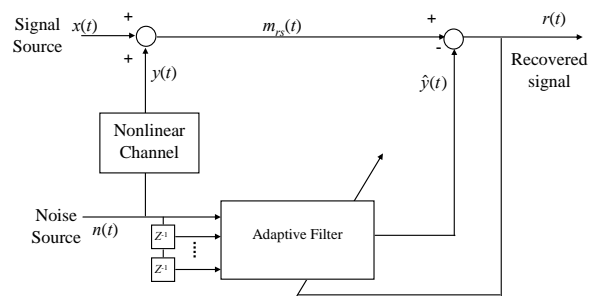 Signal
Source
x(t)
+
+
m_rs(t)
+
-
r(t)
Recovered
signal
y(t)
ŷ(t)
Nonlinear
Channel
Noise
Source
n(t)
Z-1
Z-1
Adaptive Filter